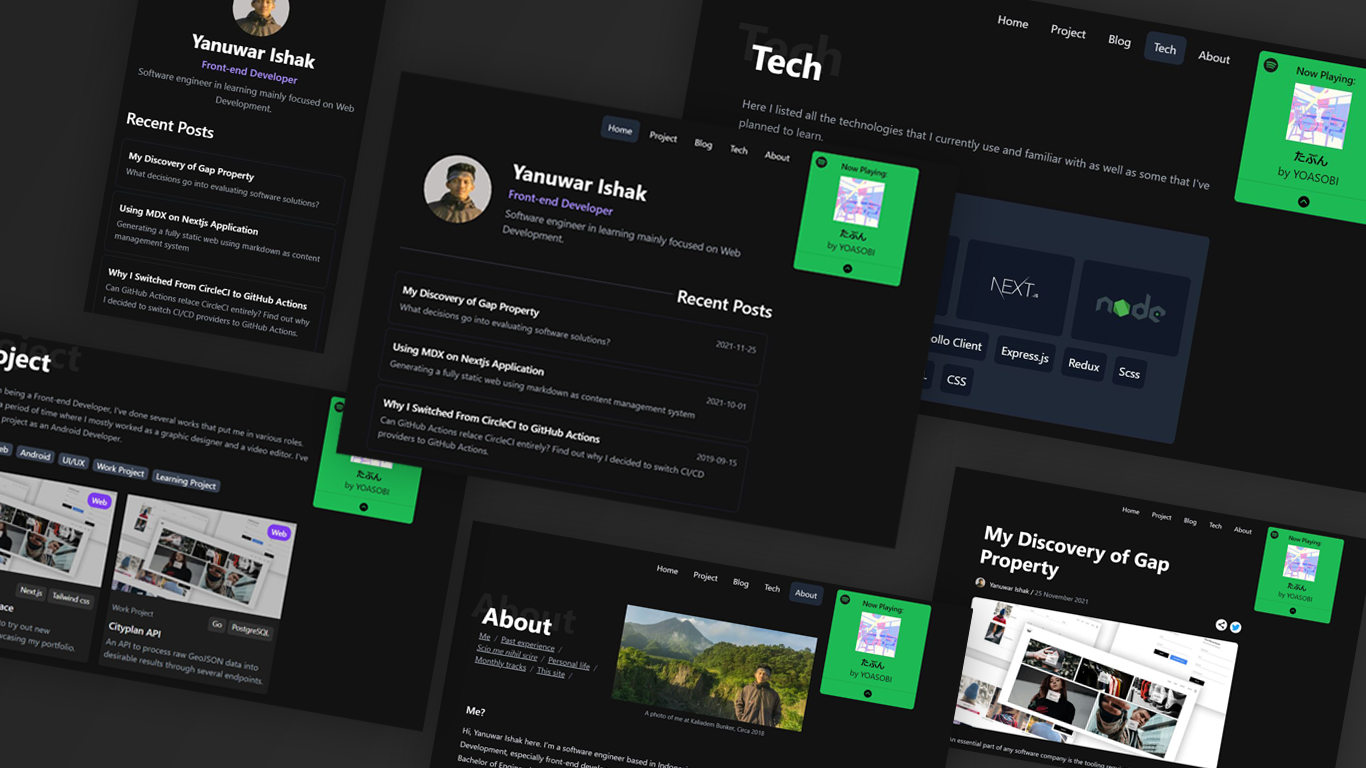 Yanuwar Ishak
Front-end Developer
Software engineer in learning mainly focused on Web
Development.
Recent Posts
My Discovery of Gap Property
What decisions go into evaluating software solutions?
Using MDX on Nextjs Application
Generating a fully static web using markdown as content
management system
Why I Switched From CircleCI to GitHub Actions
Can GitHub Actions relace CircleCI entirely? Find out why
I decided to switch CI/CD providers to GitHub Actions.
Home
Project
Blog
Tech
About
Tech
Tech
Here I listed all the technologies that I currently use and familiar with as well as some that I've
planned to learn.
Now Playing:
たぶん
by YOASOBI
NEXT.js
node
Express.js
Redux
Scss
Client
CSS
Home
Project
Blog
Tech
About
Yanuwar Ishak
Front-end Developer
Software engineer in learning mainly focused on Web
Development.
Now Playing:
たぶん
by YOASOBI
Recent Posts
My Discovery of Gap Property
What decisions go into evaluating software solutions?
2021-11-25
Using MDX on Nextjs Application
Generating a fully static web using markdown as content management system
2021-10-01
Why I Switched From CircleCI to GitHub Actions
Can GitHub Actions relace CircleCI entirely? Find out why I decided to switch CI/CD
providers to GitHub Actions.
2019-09-15
being a Front-end Developer, I've done several works that put me in various roles.
a period of time where I mostly worked as a graphic designer and a video editor. I've
project as an Android Developer.
Android
UI/UX
Work Project
Learning Project
たぶん
by YOASOBI
Web
Next.js
Tailwind css
to try out new
my portfolio.
Web
Work Project
Go
PostgreSQL
Cityplan API
An API to process raw GeoJSON data into
desirable results through several endpoints.
Home
Project
Blog
Tech
About
About
About
Me / Past experience /
Scio me nihil scire / Personal life /
Monthly tracks / This site /
A photo of me at Kaliadem Bunker, Circa 2018
Now Playing:
たぶん
by YOASOBI
Me?
Hi, Yanuwar Ishak here. I'm a software engineer based in
Development, especially front-end
Bachelor of
Home
Project
Blog
Tech
About
My Discovery of Gap
Property
Yanuwar Ishak / 25 November 2021
Now Playing:
たぶん
by YOASOBI
An essential part of any software company is the tooling